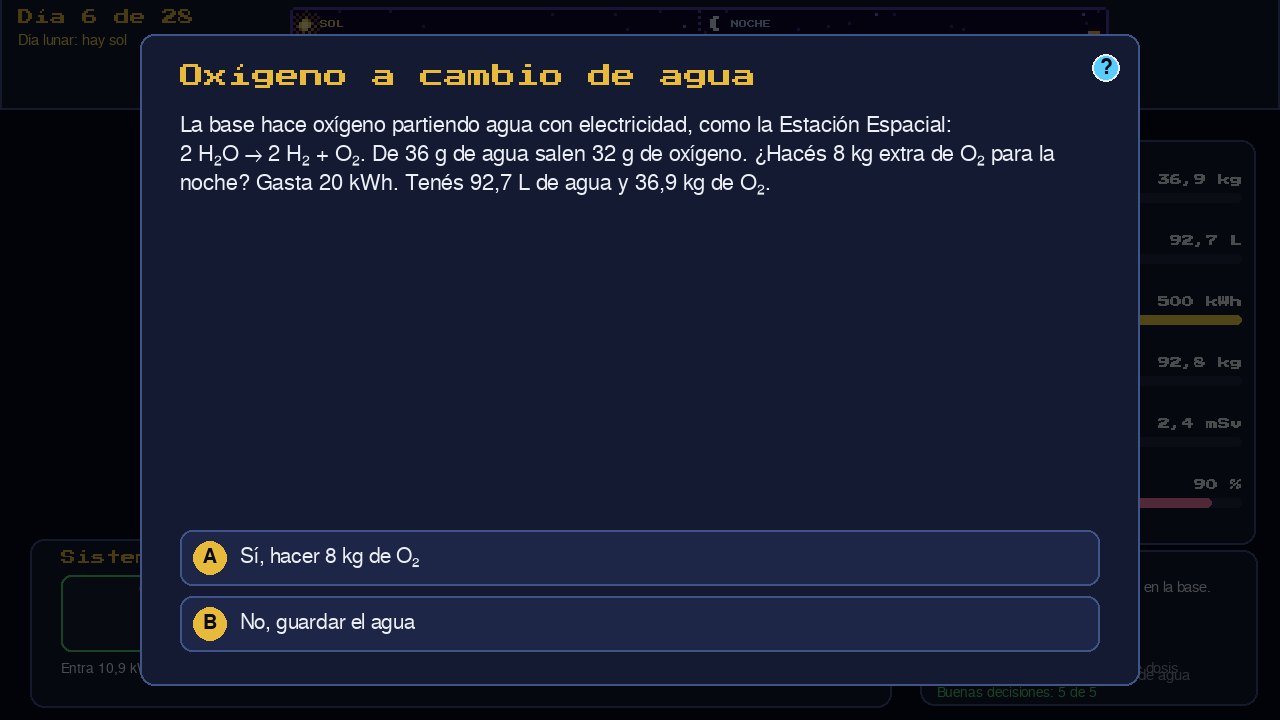 Día 6 de 28
Día lunar: hay sol
SOL
NOCHE
Oxígeno a cambio de agua
?
La base hace oxígeno partiendo agua con electricidad, como la Estación Espacial:
2 H₂O → 2 H₂ + O₂. De 36 g de agua salen 32 g de oxígeno. ¿Hacés 8 kg extra de O₂ para la
noche? Gasta 20 kWh. Tenés 92,7 L de agua y 36,9 kg de O₂.
36,9 kg
92,7 L
500 kWh
92,8 kg
2,4 mSv
90 %
A Sí, hacer 8 kg de O₂
B No, guardar el agua
Entra 10,9
en la base.
dosis
de agua
Buenas decisiones: 5 de 5